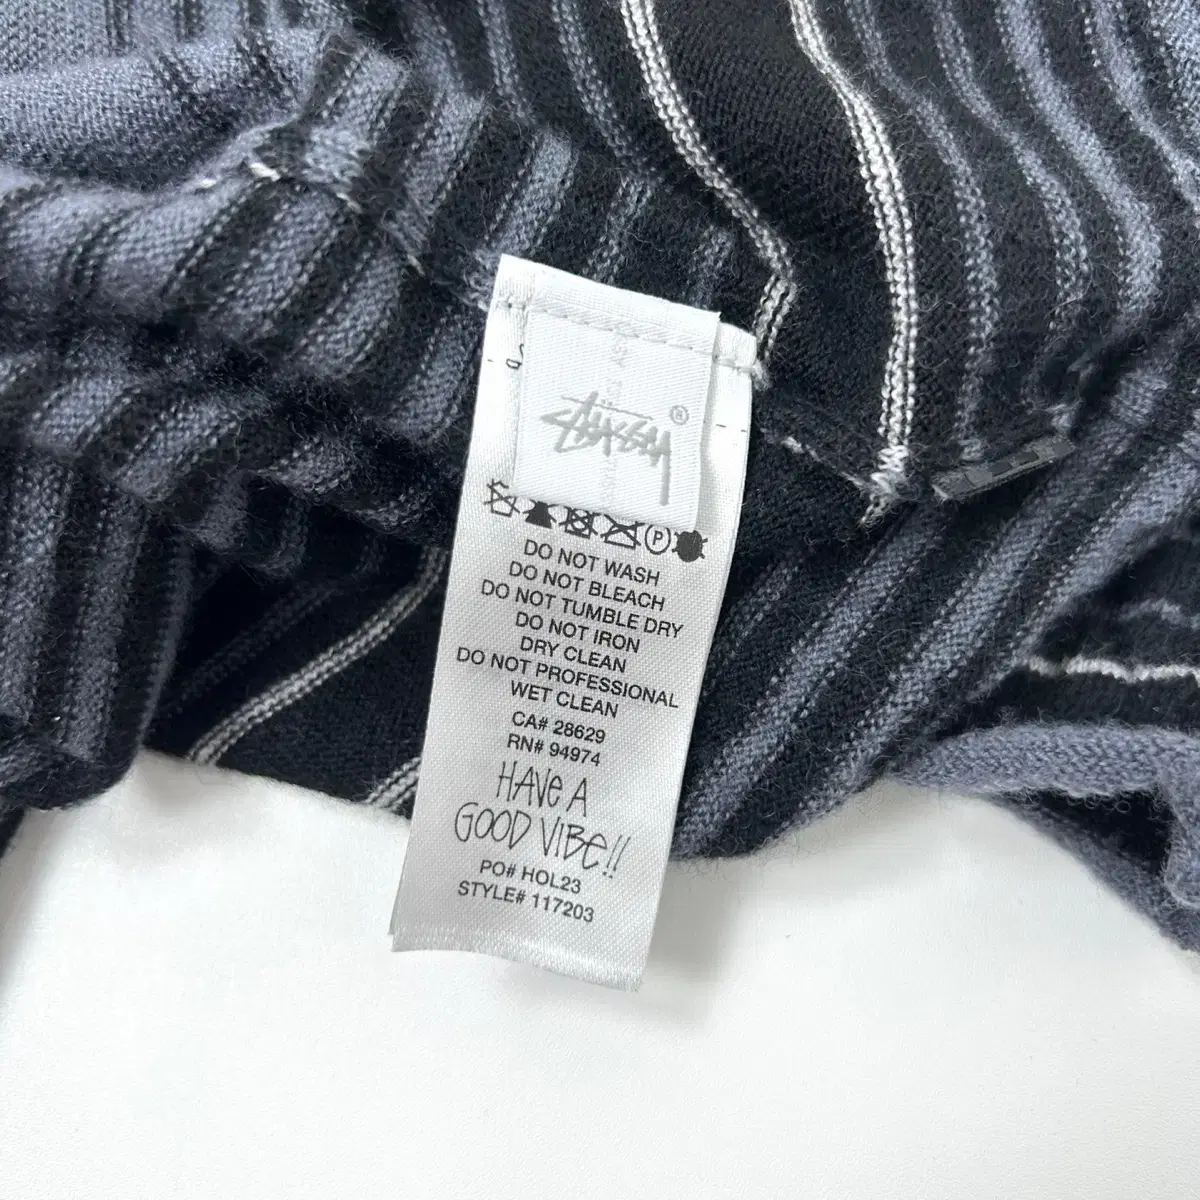 Stüssy ®
P
DO NOT WASH
DO NOT BLEACH
DO NOT TUMBLE DRY
DO NOT IRON
DRY CLEAN
DO NOT PROFESSIONAL
WET CLEAN
CA# 28629
RN# 94974
HAVE A
GOOD VIBE!!
PO# HOL23
STYLE# 117203